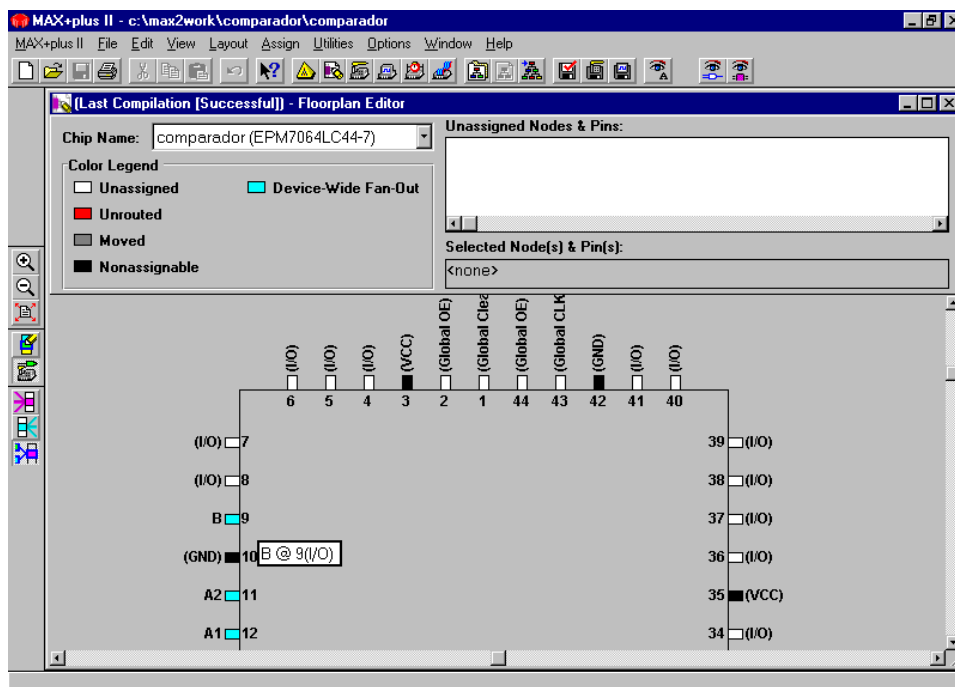 MAX+plus II - c:\max2work\comparador\comparador
MAX+plus II File Edit View Layout Assign Utilities Options Window Help
(Last Compilation [Successful]) - Floorplan Editor
Chip Name: comparador (EPM7064LC44-7)
Unassigned Nodes & Pins:
Color Legend
Unassigned
Device-Wide Fan-Out
Unrouted
Moved
Nonassignable
Selected Node(s) & Pin(s):
<none>
(I/O) (I/O) (I/O) (VCC) (Global OE) (Global Clea (Global OE) (Global CLK (GND) (I/O) (I/O)
6 5 4 3 2 1 44 43 42 41 40
(I/O) 7 39 (I/O)
(I/O) 8 38 (I/O)
B 9 37 (I/O)
(GND) 10 B @ 9(I/O) 36 (I/O)
A2 11 35 (VCC)
A1 12 34 (I/O)